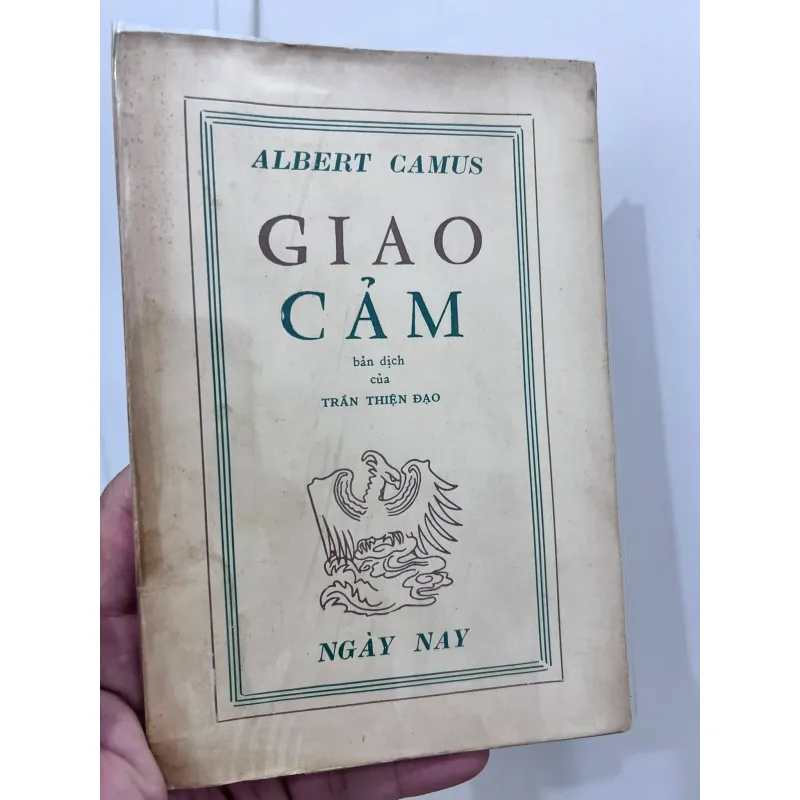 ALBERT CAMUS
GIAO
CẢM
bản dịch
của
TRẦN THIỆN ĐẠO
NGÀY NAY